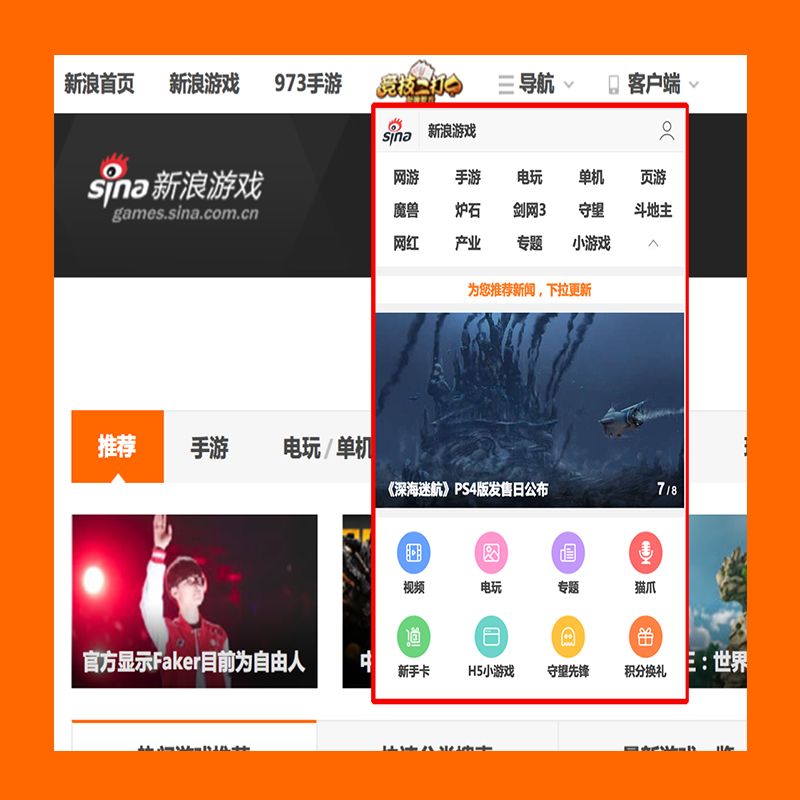 新浪首页 新浪游戏 973手游 竞技二打一 导航 客户端
sina 新浪游戏
games.sina.com.cn
推荐 手游 电玩/单机
官方显示Faker目前为自由人
sina 新浪游戏
网游 手游 电玩 单机 页游
魔兽 炉石 剑网3 守望 斗地主
网红 产业 专题 小游戏
为您推荐新闻，下拉更新
《深海迷航》PS4版发售日公布 7/8
视频 电玩 专题 猫爪
新手卡 H5小游戏 守望先锋 积分换礼
：世界